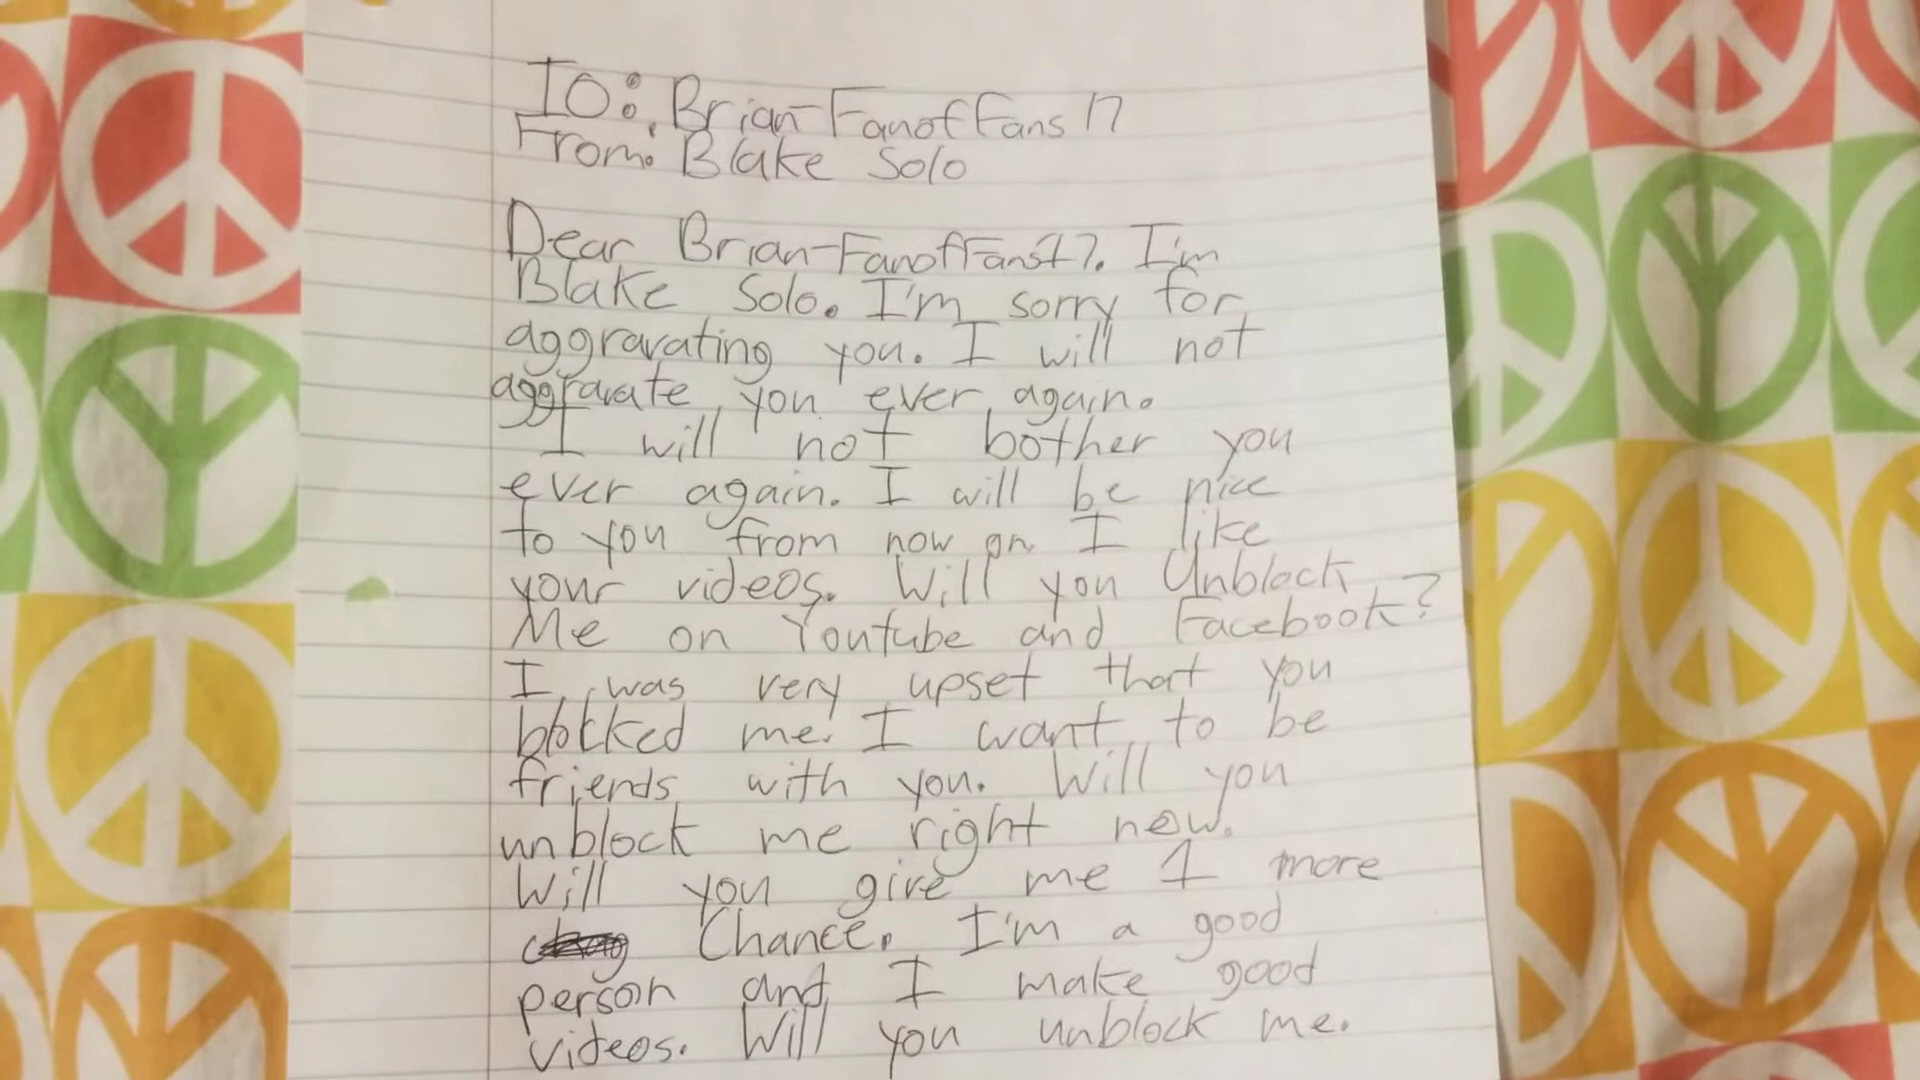 TO: Brian-FanofFans17
From: Blake Solo
Dear Brian-FanofFans17. I'm
Blake Solo. I'm sorry for
aggravating you. I will not
aggravate you ever again.
I will not bother you
ever again. I will be nice
to you from now on I like
your videos. Will you Unblock
Me on Youtube and Facebook?
I was very upset that you
blocked me. I want to be
friends with you. Will you
unblock me right now.
Will you give me 1 more
Chance. I'm a good
person and I make good
videos. Will you unblock me.